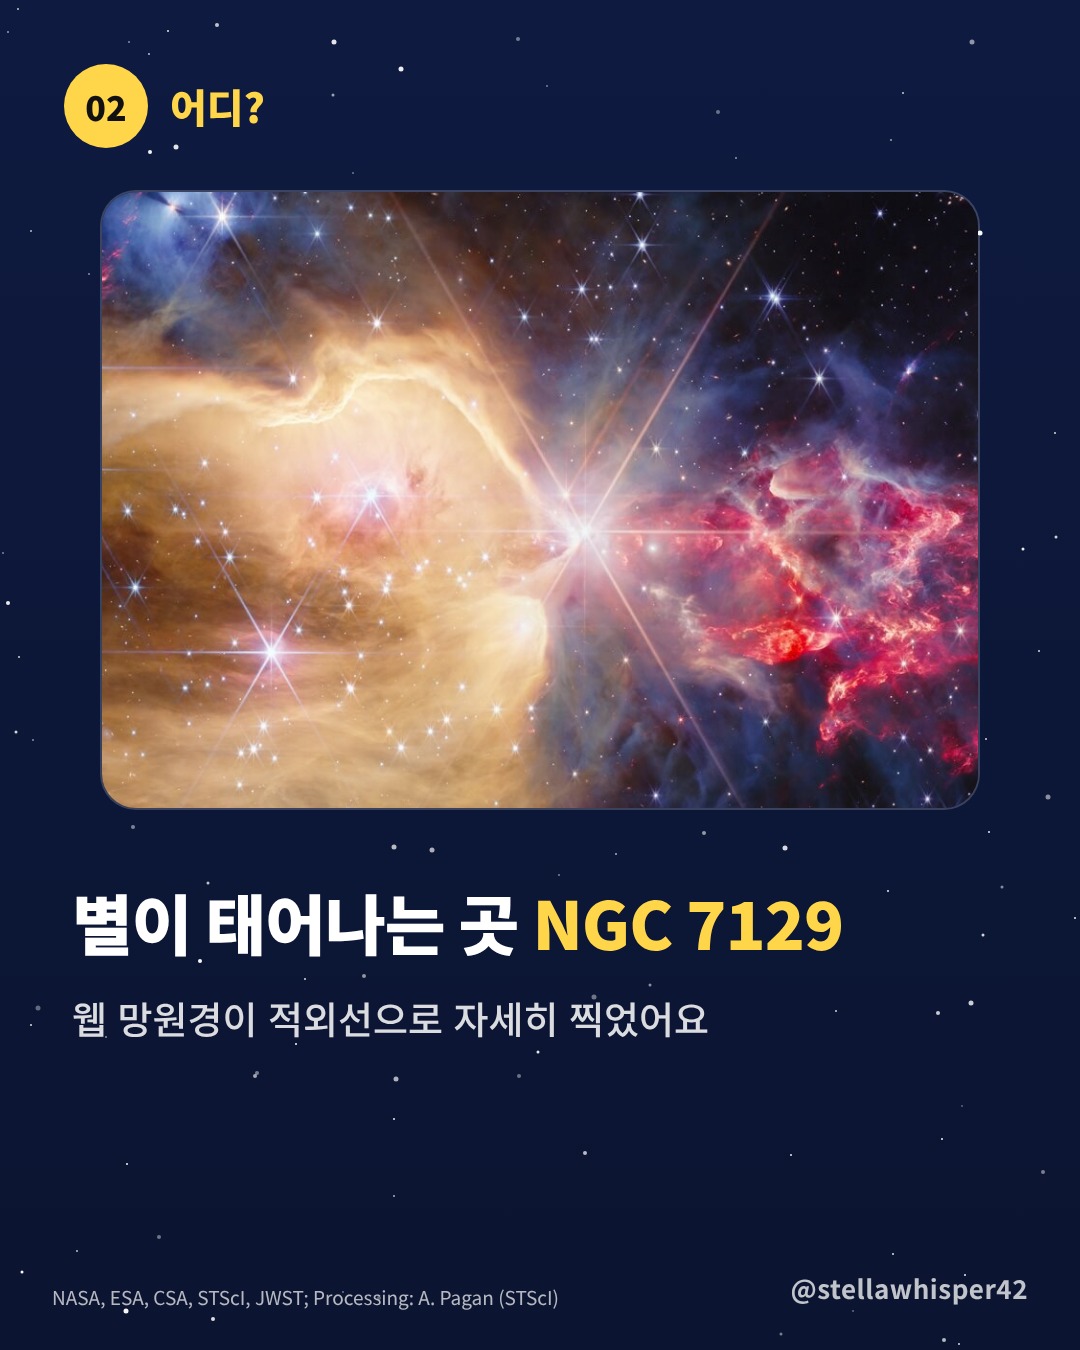 02 어디?
별이 태어나는 곳 NGC 7129
웹 망원경이 적외선으로 자세히 찍었어요
NASA, ESA, CSA, STScI, JWST; Processing: A. Pagan (STScI)
@stellawhisper42